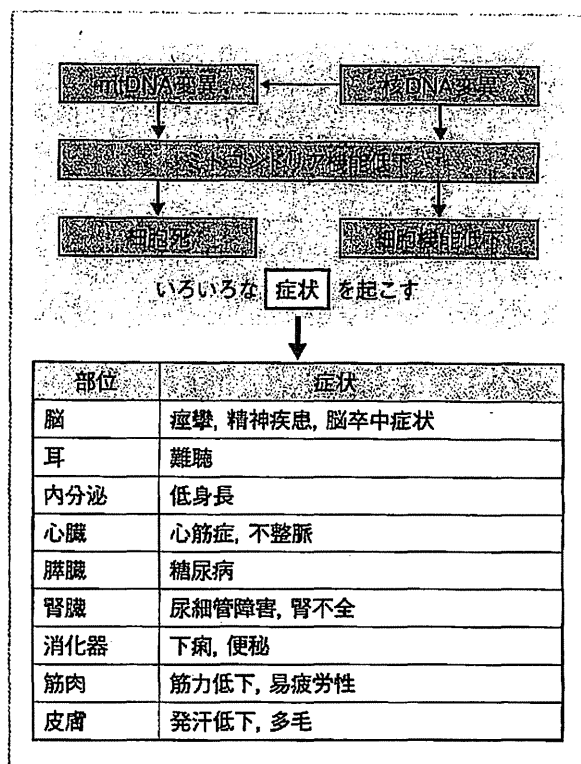 mtDNA変異 核DNA変異
ミトコンドリア機能低下
細胞死 細胞機能低下
いろいろな 症状 を起こす
部位 症状
脳 痙攣, 精神疾患, 脳卒中症状
耳 難聴
内分泌 低身長
心臓 心筋症, 不整脈
膵臓 糖尿病
腎臓 尿細管障害, 腎不全
消化器 下痢, 便秘
筋肉 筋力低下, 易疲労性
皮膚 発汗低下, 多毛